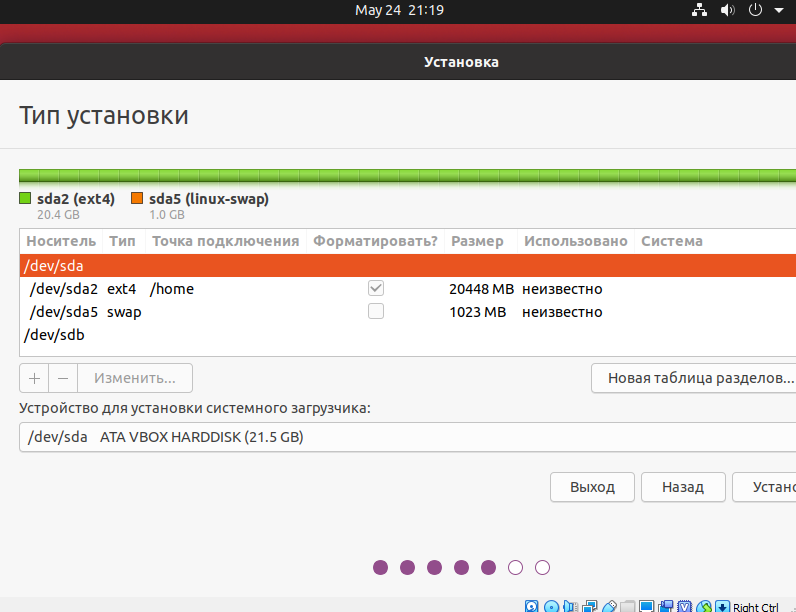 May 24 21:19
Установка
Тип установки
sda2 (ext4) sda5 (linux-swap)
20.4 GB 1.0 GB
Носитель Тип Точка подключения Форматировать? Размер Использовано Система
/dev/sda
/dev/sda2 ext4 /home 20448 MB неизвестно
/dev/sda5 swap 1023 MB неизвестно
/dev/sdb
+ − Изменить... Новая таблица разделов...
Устройство для установки системного загрузчика:
/dev/sda ATA VBOX HARDDISK (21.5 GB)
Выход Назад Устано
Right Ctrl